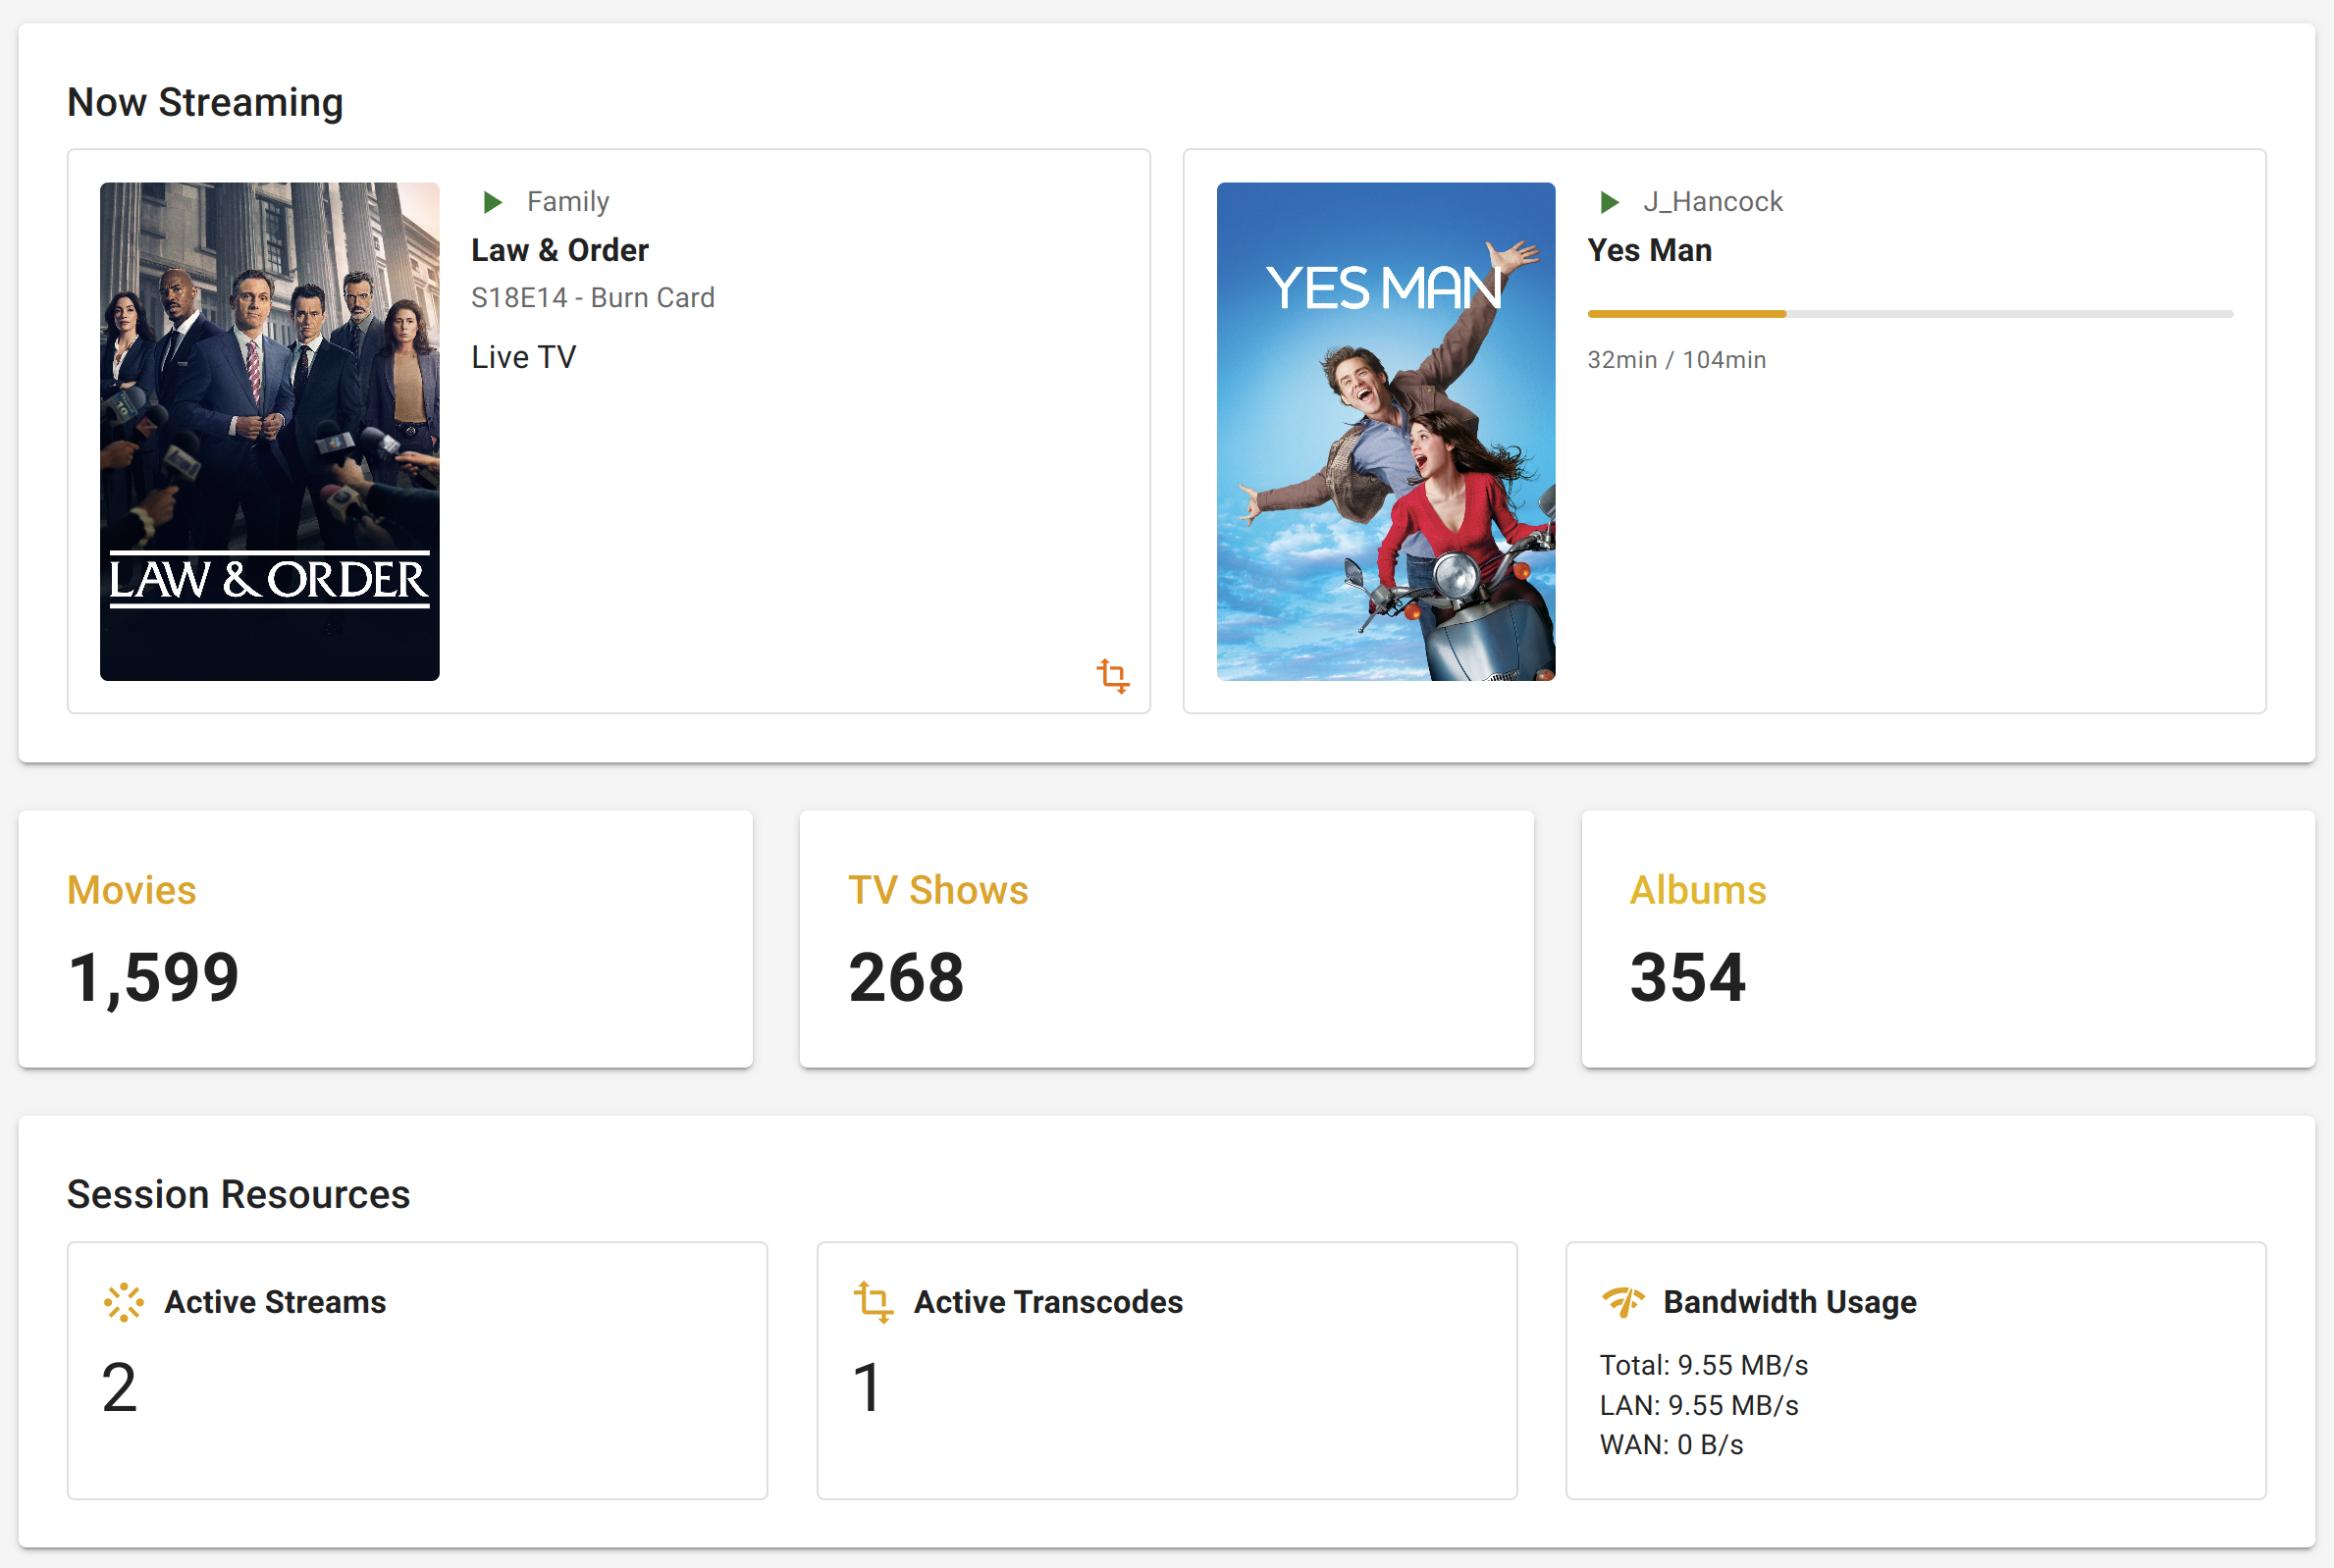 Now Streaming
Family
Law & Order
S18E14 - Burn Card
Live TV
LAW & ORDER
J_Hancock
Yes Man
32min / 104min
YES MAN
Movies
1,599
TV Shows
268
Albums
354
Session Resources
Active Streams
2
Active Transcodes
1
Bandwidth Usage
Total: 9.55 MB/s
LAN: 9.55 MB/s
WAN: 0 B/s